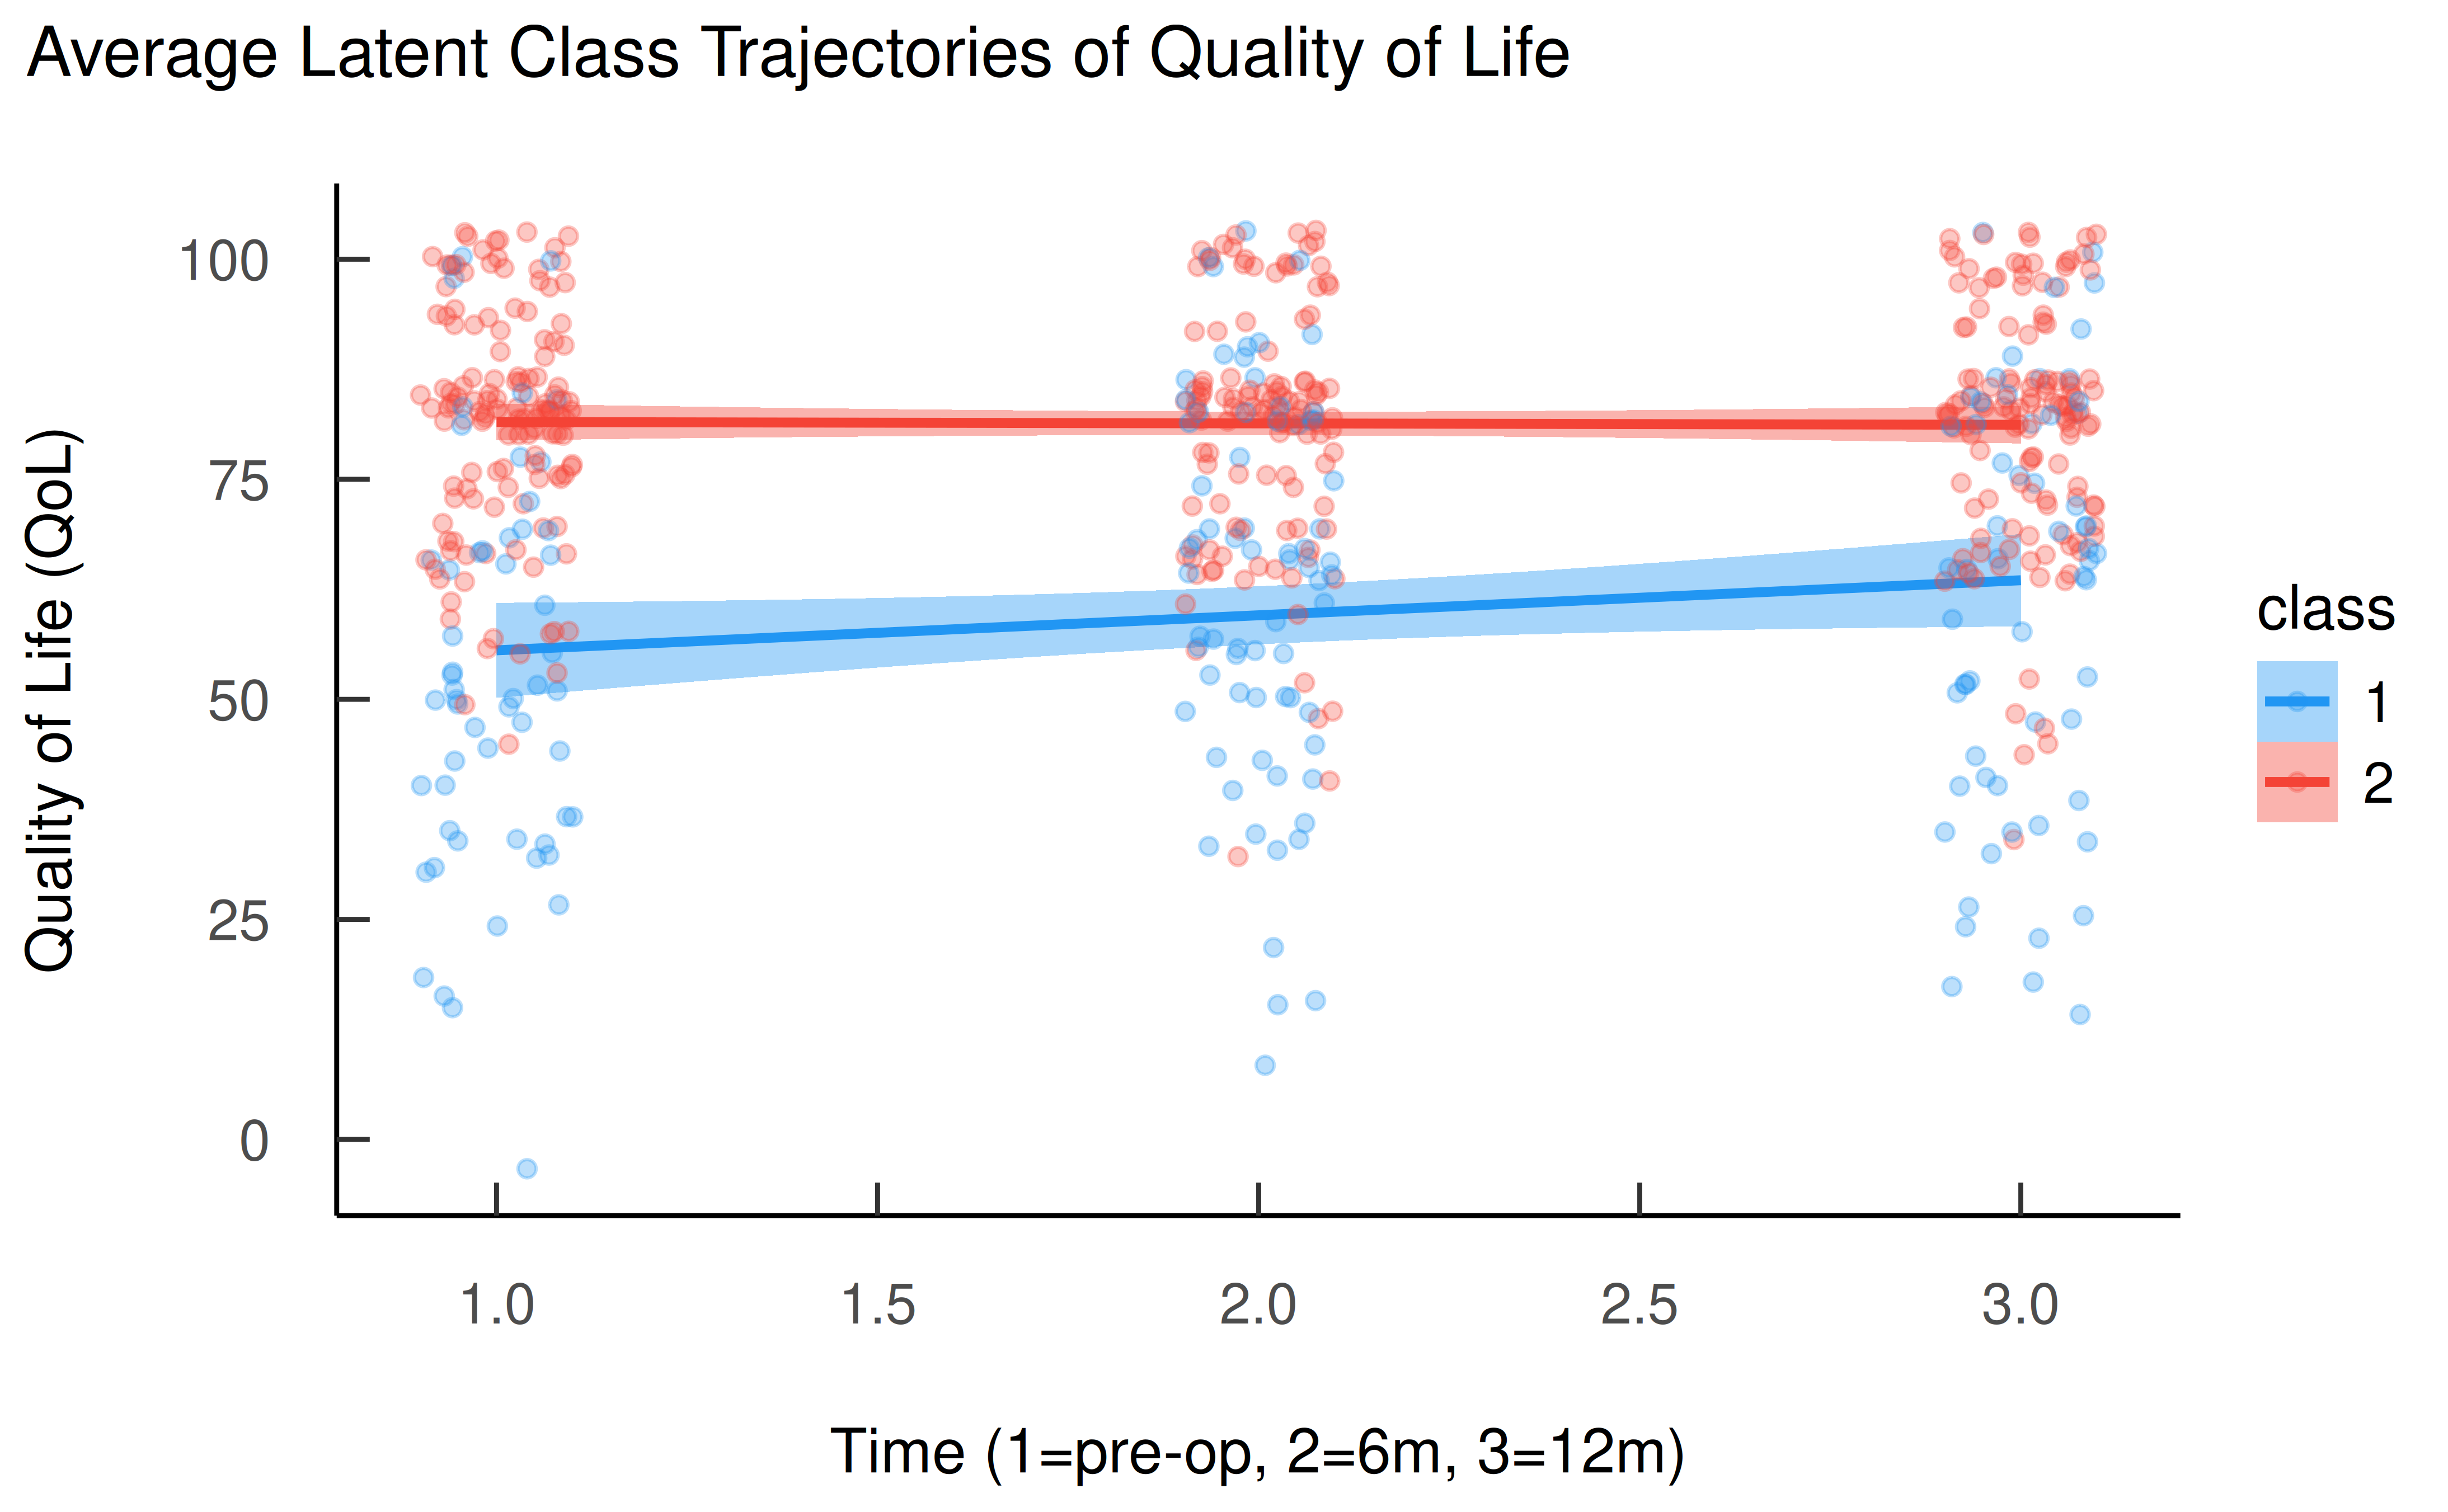 Average Latent Class Trajectories of Quality of Life
Quality of Life (QoL)
100
75
50
25
0
1.0 1.5 2.0 2.5 3.0
Time (1=pre-op, 2=6m, 3=12m)
class
1
2